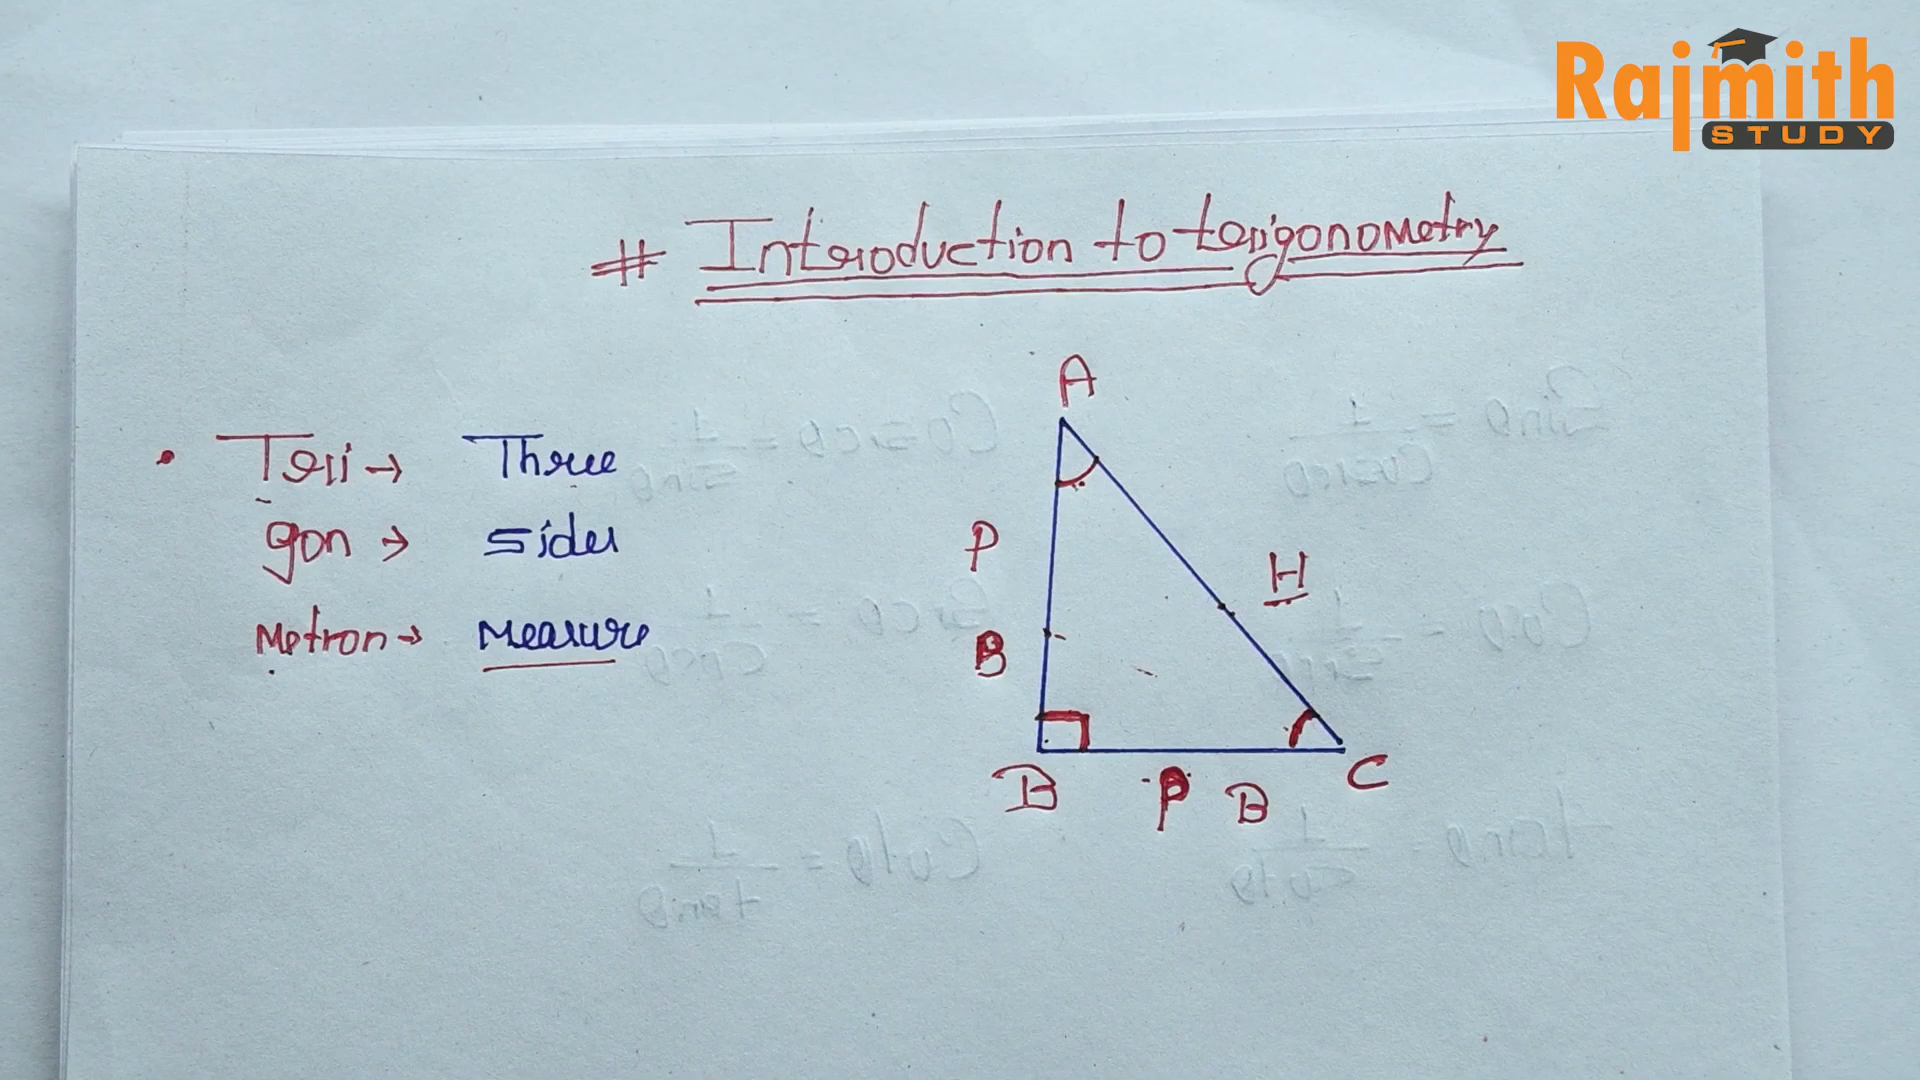 Rajmith
STUDY
# Introduction to trigonometry
• Tri → Three
gon → sides
Metron → Measure
A
P
H
B
B
P B
C